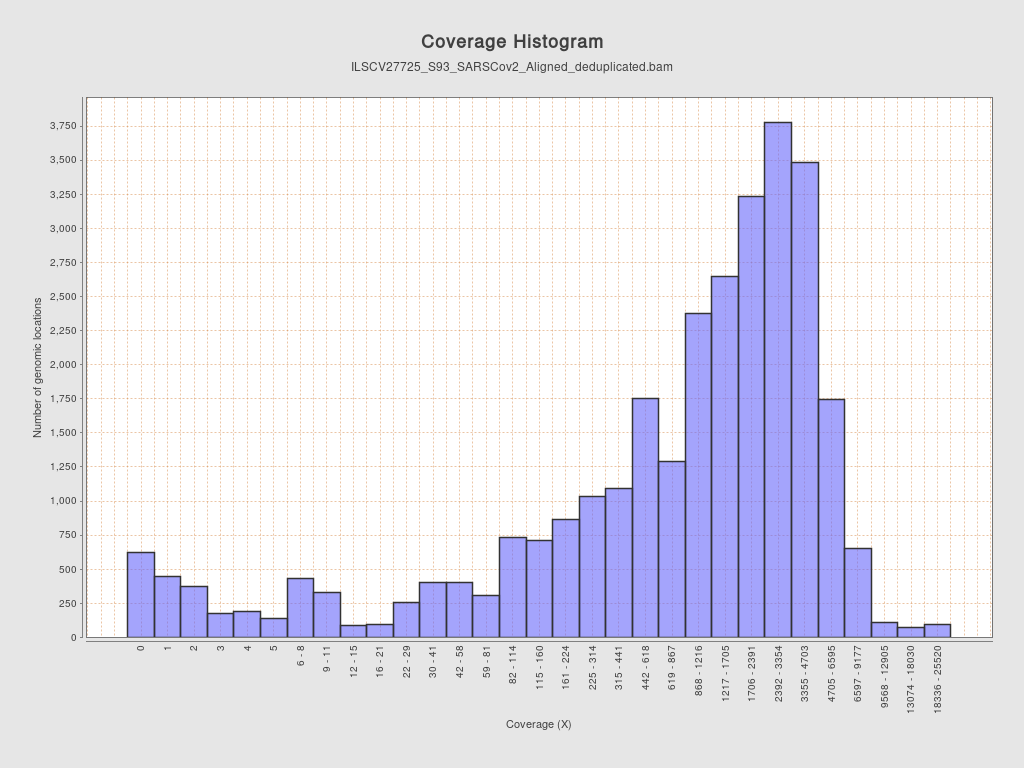 Coverage Histogram
ILSCV27725_S93_SARSCov2_Aligned_deduplicated.bam
Number of genomic locations
3,750
3,500
3,250
3,000
2,750
2,500
2,250
2,000
1,750
1,500
1,250
1,000
750
500
250
0
0
1
2
3
4
5
6 - 8
9 - 11
12 - 15
16 - 21
22 - 29
30 - 41
42 - 58
59 - 81
82 - 114
115 - 160
161 - 224
225 - 314
315 - 441
442 - 618
619 - 867
868 - 1216
1217 - 1705
1706 - 2391
2392 - 3354
3355 - 4703
4705 - 6595
6597 - 9177
9568 - 12905
13074 - 18030
18336 - 25520
Coverage (X)